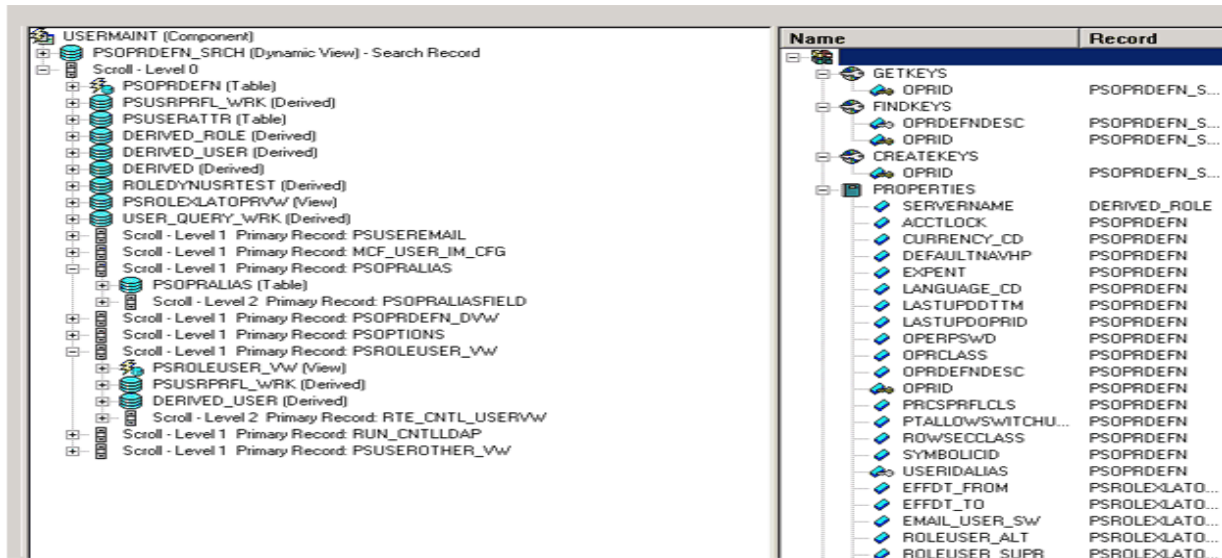 USERMAINT (Component)
PSOPRDEFN_SRCH (Dynamic View) - Search Record
Scroll - Level 0
PSOPRDEFN (Table)
PSUSRPRFL_WRK (Derived)
PSUSERATTR (Table)
DERIVED_ROLE (Derived)
DERIVED_USER (Derived)
DERIVED (Derived)
ROLEDYNUSRTEST (Derived)
PSROLEXLATOPRVW (View)
USER_QUERY_WRK (Derived)
Scroll - Level 1 Primary Record: PSUSEREMAIL
Scroll - Level 1 Primary Record: MCF_USER_IM_CFG
Scroll - Level 1 Primary Record: PSOPRALIAS
PSOPRALIAS (Table)
Scroll - Level 2 Primary Record: PSOPRALIASFIELD
Scroll - Level 1 Primary Record: PSOPRDEFN_DVW
Scroll - Level 1 Primary Record: PSOPTIONS
Scroll - Level 1 Primary Record: PSROLEUSER_VW
PSROLEUSER_VW (View)
PSUSRPRFL_WRK (Derived)
DERIVED_USER (Derived)
Scroll - Level 2 Primary Record: RTE_CNTL_USERVW
Scroll - Level 1 Primary Record: RUN_CNTLLDAP
Scroll - Level 1 Primary Record: PSUSEROTHER_VW
Name Record
GETKEYS
OPRID PSOPRDEFN_S...
FINDKEYS
OPRDEFNDESC PSOPRDEFN_S...
OPRID PSOPRDEFN_S...
CREATEKEYS
OPRID PSOPRDEFN_S...
PROPERTIES
SERVERNAME DERIVED_ROLE
ACCTLOCK PSOPRDEFN
CURRENCY_CD PSOPRDEFN
DEFAULTNAVHP PSOPRDEFN
EXPENT PSOPRDEFN
LANGUAGE_CD PSOPRDEFN
LASTUPDDTTM PSOPRDEFN
LASTUPDOPRID PSOPRDEFN
OPERPSWD PSOPRDEFN
OPRCLASS PSOPRDEFN
OPRDEFNDESC PSOPRDEFN
OPRID PSOPRDEFN
PRCSPRFLCLS PSOPRDEFN
PTALLOWSWITCHU... PSOPRDEFN
ROWSECCLASS PSOPRDEFN
SYMBOLICID PSOPRDEFN
USERIDALIAS PSOPRDEFN
EFFDT_FROM PSROLEXLATO...
EFFDT_TO PSROLEXLATO...
EMAIL_USER_SW PSROLEXLATO...
ROLEUSER_ALT PSROLEXLATO...
ROLEUSER_SUPR PSROLEXLATO...